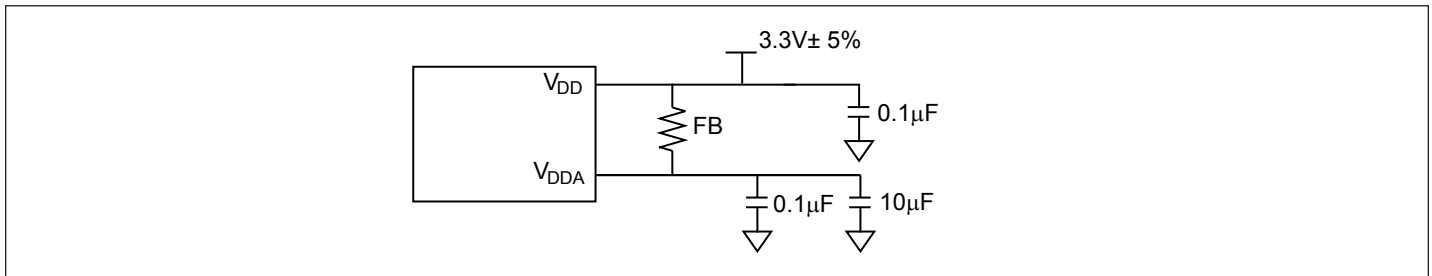 3.3V± 5%
VDD
0.1μF
FB
VDDA
0.1μF
10μF